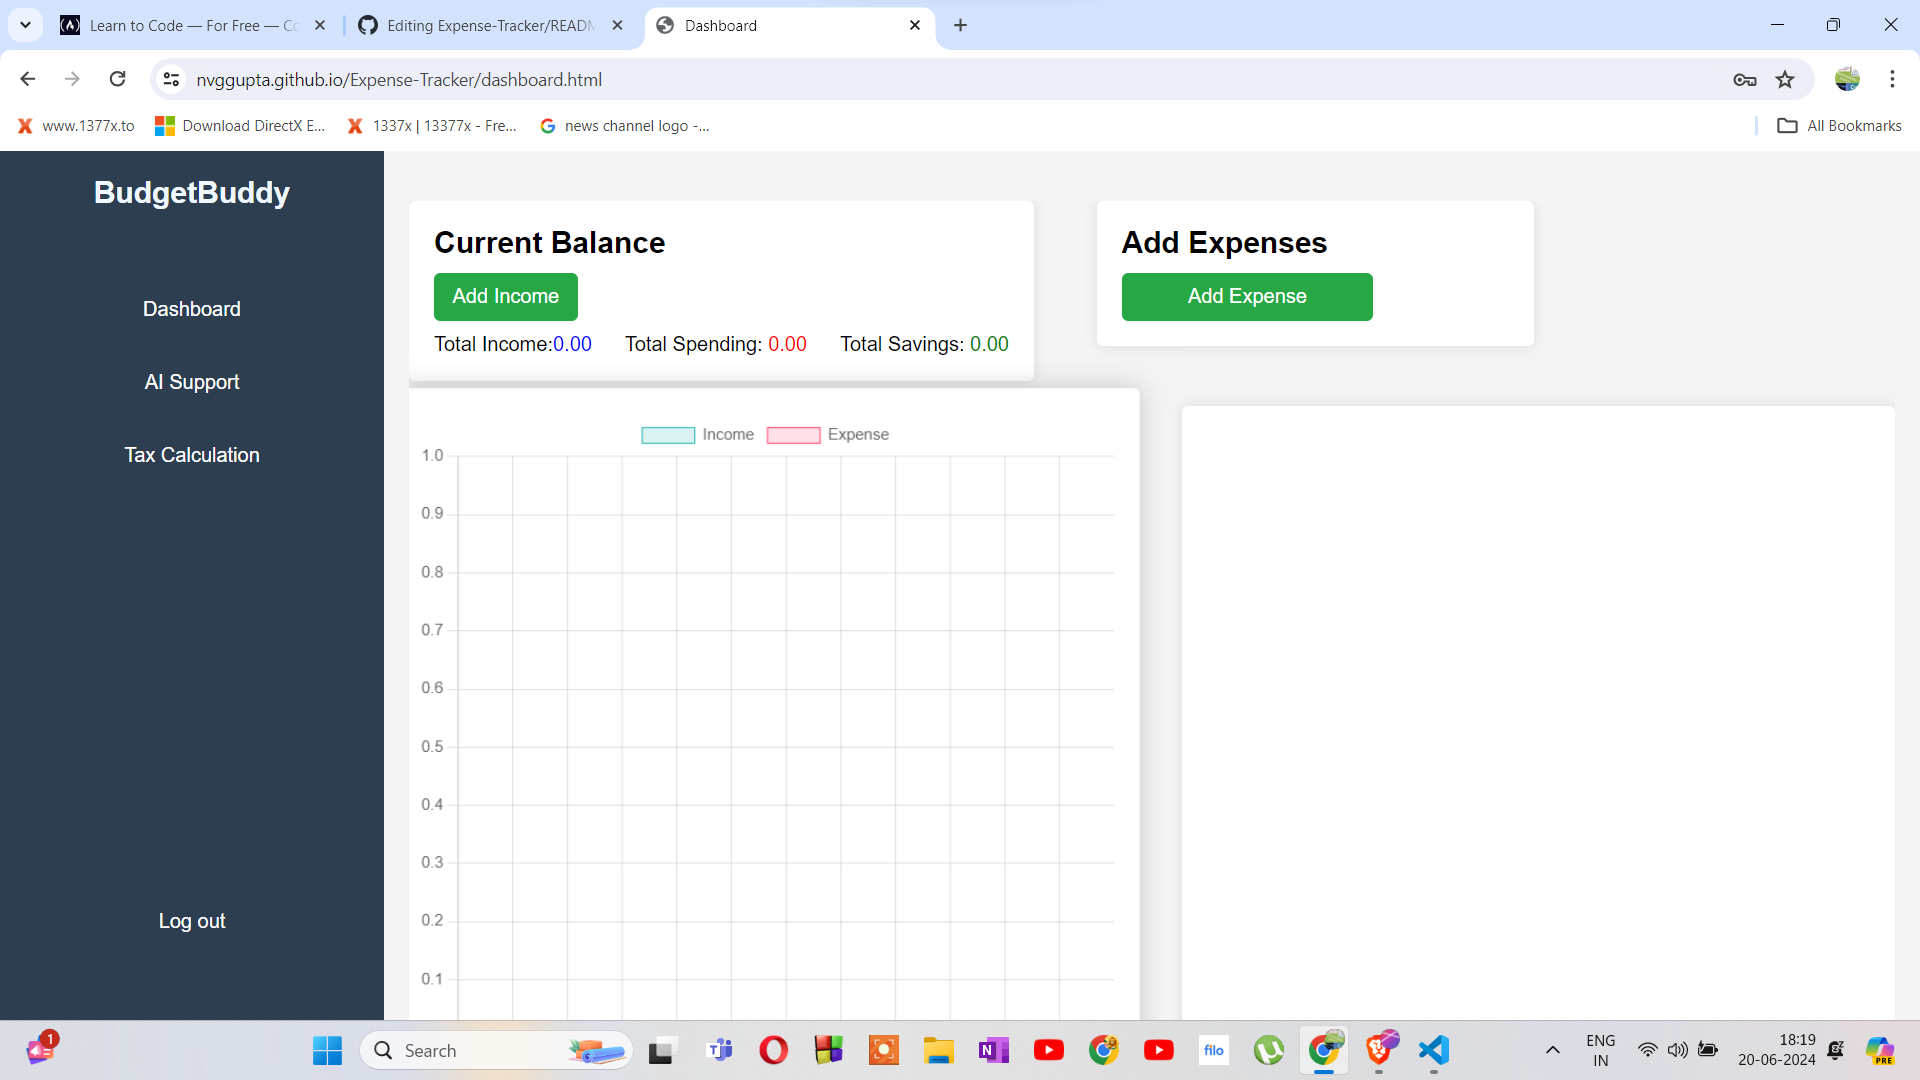 Learn to Code — For Free — Co
Editing Expense-Tracker/READM
Dashboard
nvggupta.github.io/Expense-Tracker/dashboard.html
www.1377x.to
Download DirectX E...
1337x | 13377x - Fre...
news channel logo -...
All Bookmarks
BudgetBuddy
Dashboard
AI Support
Tax Calculation
Log out
Current Balance
Add Income
Total Income:0.00 Total Spending: 0.00 Total Savings: 0.00
Add Expenses
Add Expense
Income Expense
1.0
0.9
0.8
0.7
0.6
0.5
0.4
0.3
0.2
0.1
1
Search
filo
ENG
IN
18:19
20-06-2024
PRE